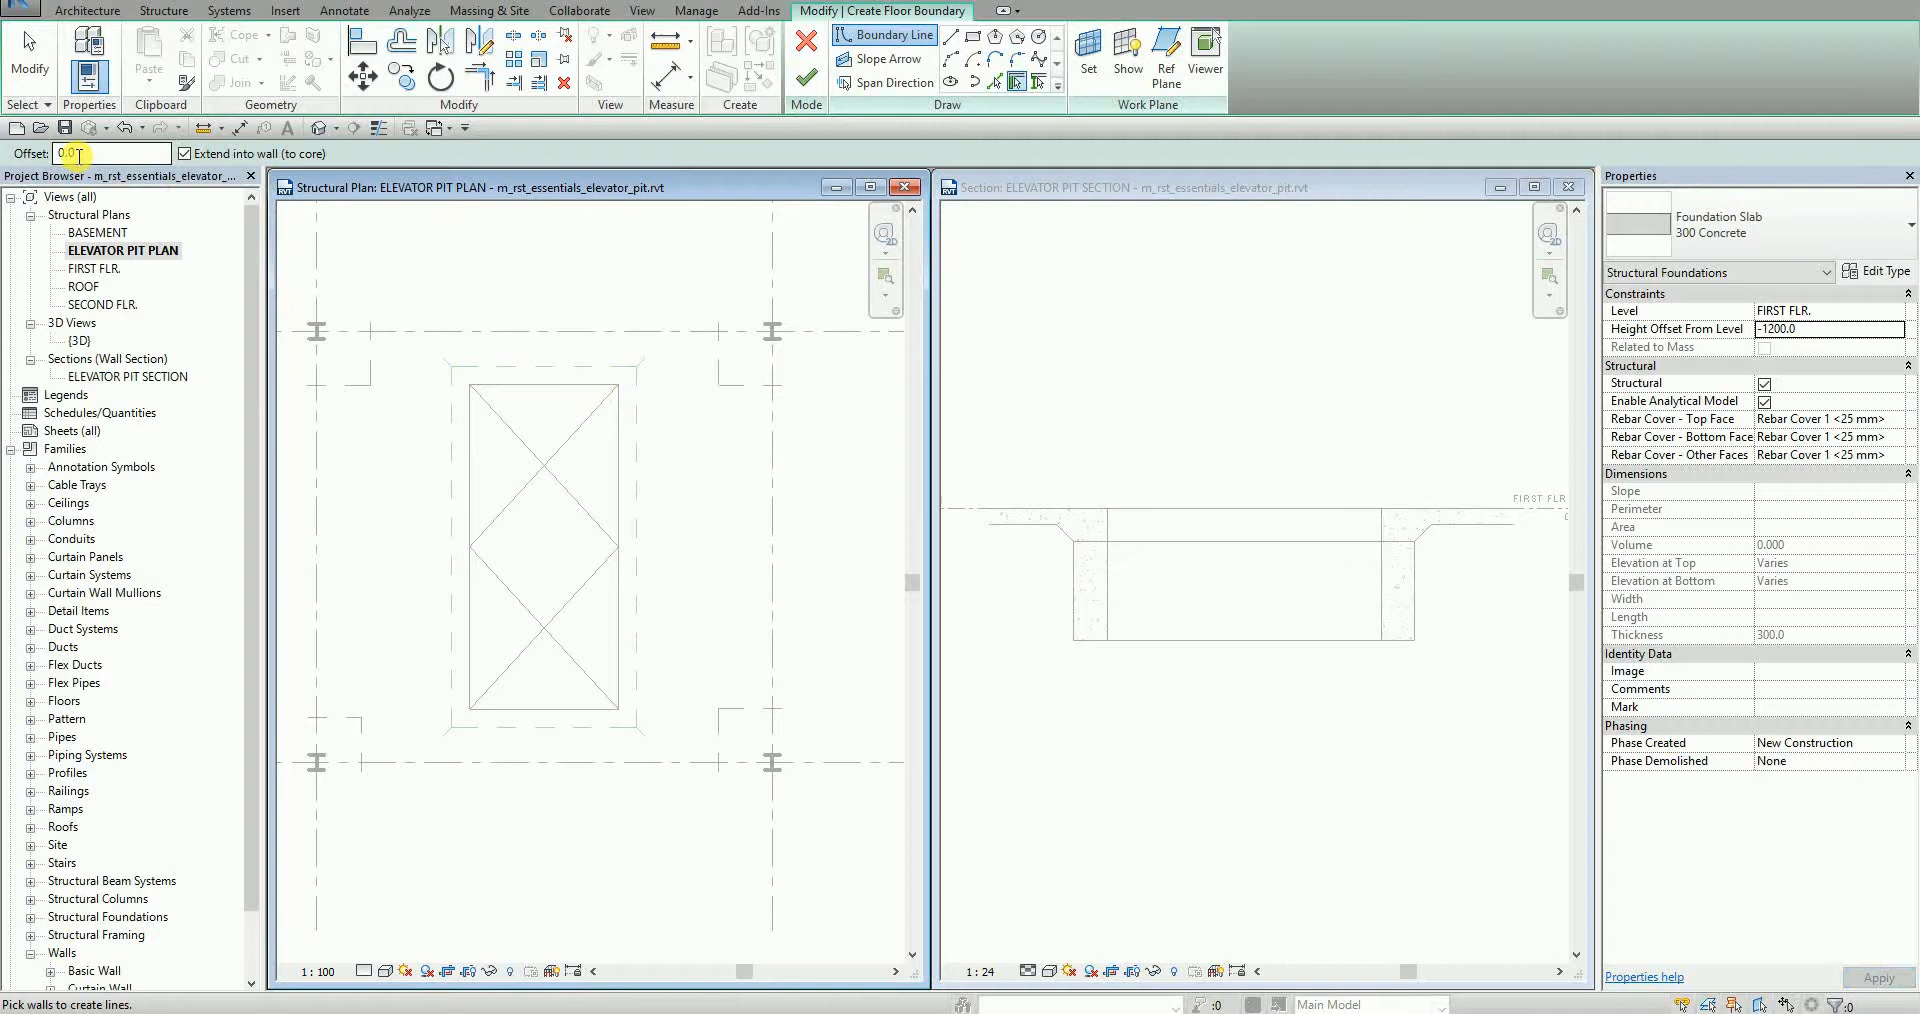 Architecture Structure Systems Insert Annotate Analyze Massing & Site Collaborate View Manage Add-Ins Modify | Create Floor Boundary
Modify
Paste
Cope
Cut
Join
Boundary Line
Slope Arrow
Span Direction
Set
Show
Ref Plane
Viewer
Select Properties Clipboard Geometry Modify View Measure Create Mode Draw Work Plane
Offset: 0.0 Extend into wall (to core)
Project Browser - m_rst_essentials_elevator_...
Views (all)
Structural Plans
BASEMENT
ELEVATOR PIT PLAN
FIRST FLR.
ROOF
SECOND FLR.
3D Views
{3D}
Sections (Wall Section)
ELEVATOR PIT SECTION
Legends
Schedules/Quantities
Sheets (all)
Families
Annotation Symbols
Cable Trays
Ceilings
Columns
Conduits
Curtain Panels
Curtain Systems
Curtain Wall Mullions
Detail Items
Duct Systems
Ducts
Flex Ducts
Flex Pipes
Floors
Pattern
Pipes
Piping Systems
Profiles
Railings
Ramps
Roofs
Site
Stairs
Structural Beam Systems
Structural Columns
Structural Foundations
Structural Framing
Walls
Basic Wall
Curtain Wall
Structural Plan: ELEVATOR PIT PLAN - m_rst_essentials_elevator_pit.rvt
2D
1 : 100
Section: ELEVATOR PIT SECTION - m_rst_essentials_elevator_pit.rvt
2D
FIRST FLR
1 : 24
Properties
Foundation Slab
300 Concrete
Structural Foundations Edit Type
Constraints
Level FIRST FLR.
Height Offset From Level -1200.0
Related to Mass
Structural
Structural
Enable Analytical Model
Rebar Cover - Top Face Rebar Cover 1 <25 mm>
Rebar Cover - Bottom Face Rebar Cover 1 <25 mm>
Rebar Cover - Other Faces Rebar Cover 1 <25 mm>
Dimensions
Slope
Perimeter
Area
Volume 0.000
Elevation at Top Varies
Elevation at Bottom Varies
Width
Length
Thickness 300.0
Identity Data
Image
Comments
Mark
Phasing
Phase Created New Construction
Phase Demolished None
Properties help Apply
Pick walls to create lines. :0 Main Model :0